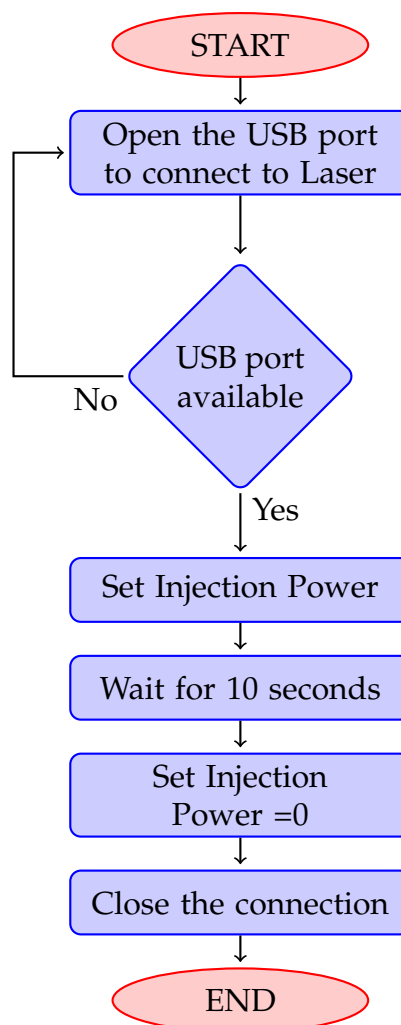 START
Open the USB port
to connect to Laser
USB port
available
No
Yes
Set Injection Power
Wait for 10 seconds
Set Injection
Power =0
Close the connection
END